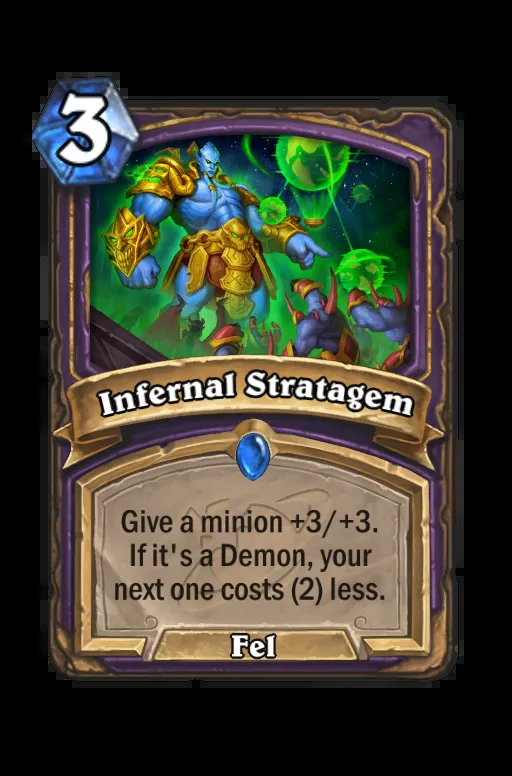 3
Infernal Stratagem
Give a minion +3/+3.
If it's a Demon, your
next one costs (2) less.
Fel